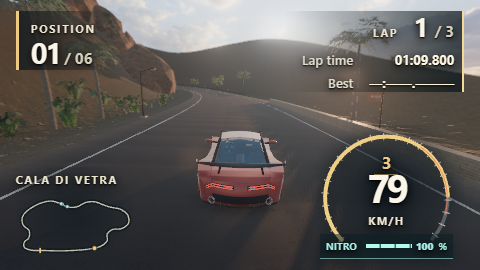 POSITION
01 / 06
LAP 1 / 3
Lap time 01:09.800
Best --:--.---
CALA DI VETRA
3
79
KM/H
NITRO 100 %